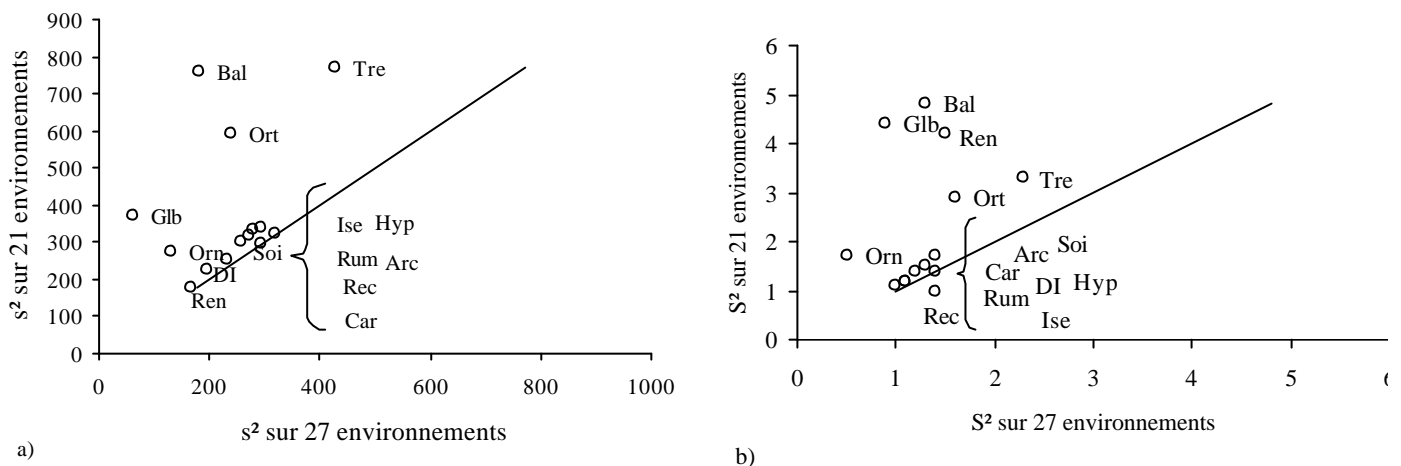 900
800
700
600
500
400
300
200
100
0
s² sur 21 environnements
Bal
Tre
Ort
Glb
Orn
Soi
DI
Ren
Ise Hyp
Rum Arc
Rec
Car
0 200 400 600 800 1000
s² sur 27 environnements
a)
6
5
4
3
2
1
0
S² sur 21 environnements
Bal
Glb
Ren
Tre
Ort
Orn
Arc Soi
Car
DI Hyp
Rum
Rec
Ise
0 1 2 3 4 5
S² sur 27 environnements
b)